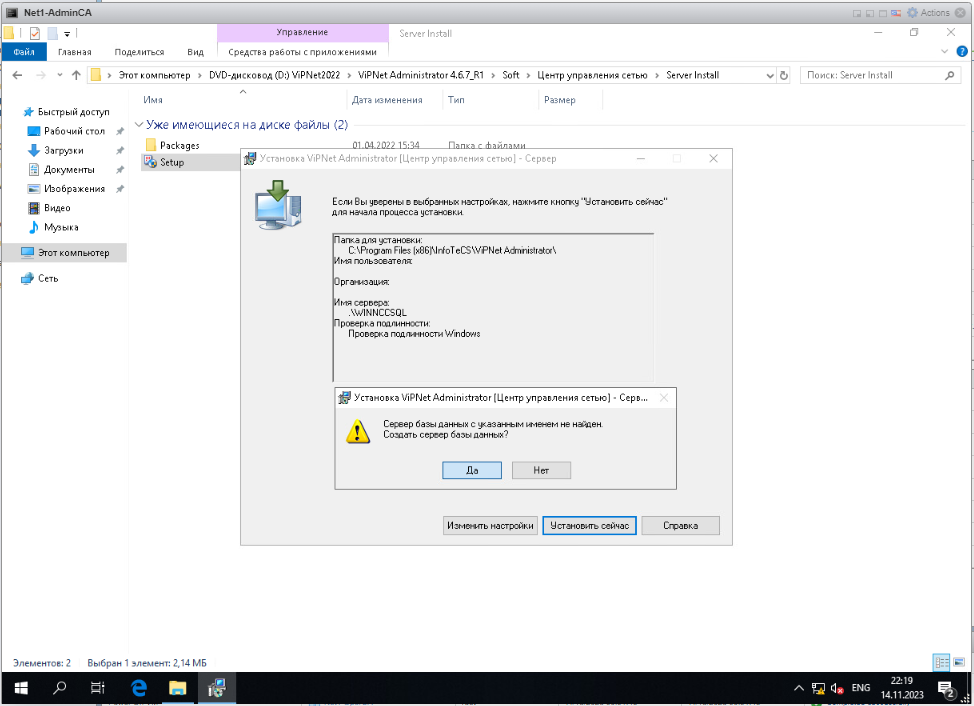 Net1-AdminCA
Actions
Управление
Server Install
Файл
Главная
Поделиться
Вид
Средства работы с приложениями
Этот компьютер
DVD-дисковод (D:) ViPNet2022
ViPNet Administrator 4.6.7_R1
Soft
Центр управления сетью
Server Install
Поиск: Server Install
Имя
Дата изменения
Тип
Размер
Быстрый доступ
Рабочий стол
Загрузки
Документы
Изображения
Видео
Музыка
Этот компьютер
Сеть
Уже имеющиеся на диске файлы (2)
Packages
01.04.2022 15:34
Папка с файлами
Setup
Установка ViPNet Administrator [Центр управления сетью] - Сервер
Если Вы уверены в выбранных настройках, нажмите кнопку "Установить сейчас"
для начала процесса установки.
Папка для установки:
C:\Program Files (x86)\InfoTeCS\ViPNet Administrator\
Имя пользователя:
Организация:
Имя сервера:
.\WINNCCSQL
Проверка подлинности:
Проверка подлинности Windows
Установка ViPNet Administrator [Центр управления сетью] - Серв...
Сервер базы данных с указанным именем не найден.
Создать сервер базы данных?
Да
Нет
Изменить настройки
Установить сейчас
Справка
Элементов: 2
Выбран 1 элемент: 2,14 МБ
ENG
22:19
14.11.2023
2